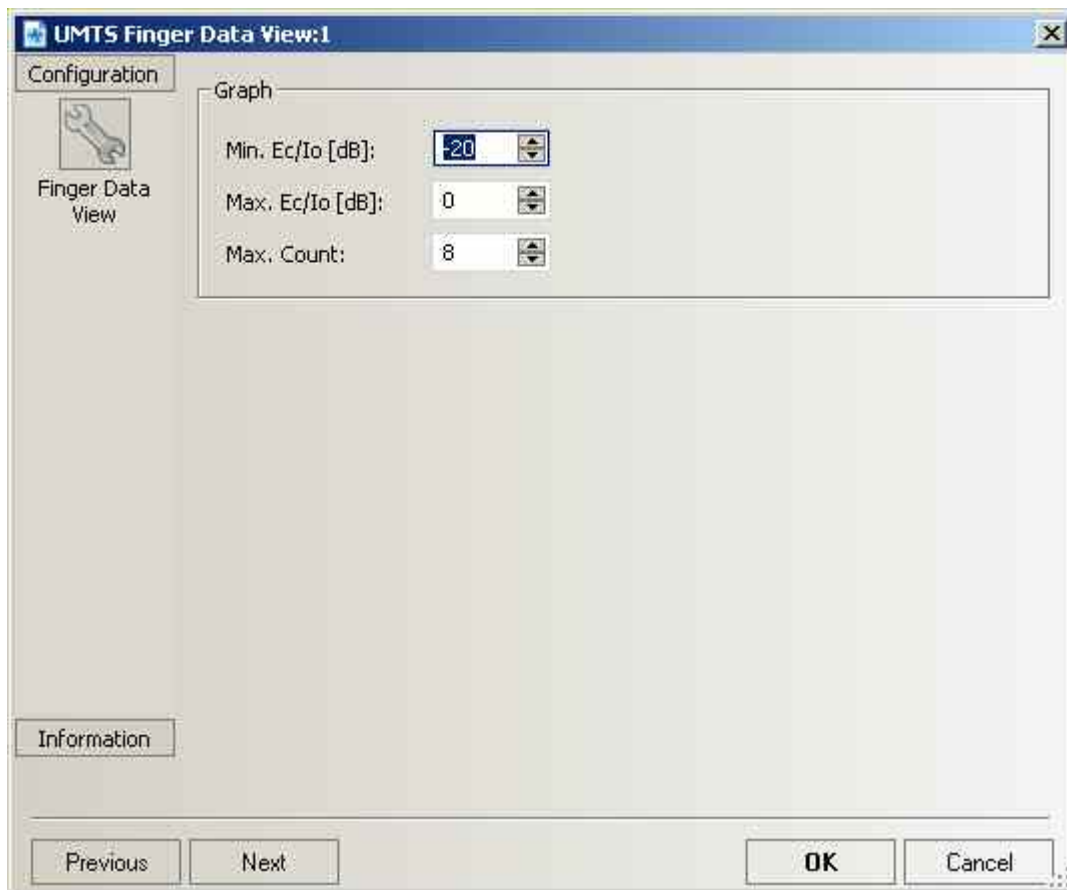 UMTS Finger Data View:1
Configuration
Finger Data
View
Graph
Min. Ec/Io [dB]: -20
Max. Ec/Io [dB]: 0
Max. Count: 8
Information
Previous Next OK Cancel